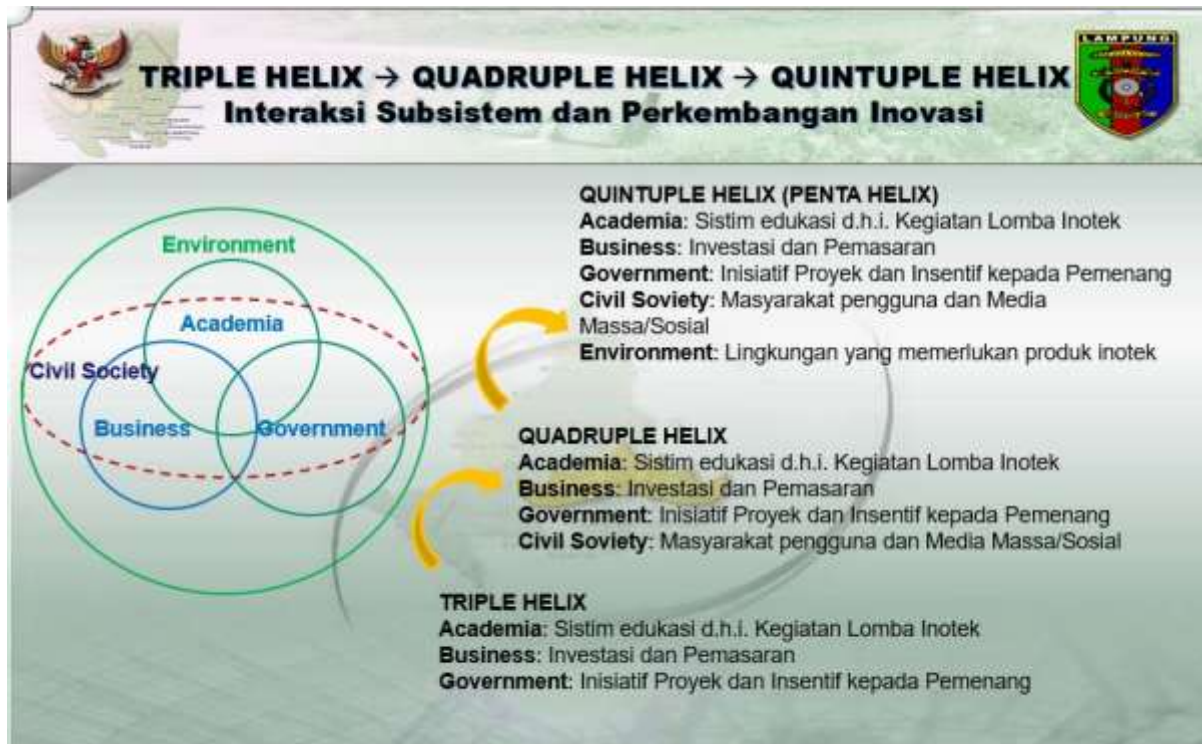 LAMPUNG
TRIPLE HELIX → QUADRUPLE HELIX → QUINTUPLE HELIX
Interaksi Subsistem dan Perkembangan Inovasi
Environment
Academia
Civil Society
Business
Government
QUINTUPLE HELIX (PENTA HELIX)
Academia: Sistim edukasi d.h.i. Kegiatan Lomba Inotek
Business: Investasi dan Pemasaran
Government: Inisiatif Proyek dan Insentif kepada Pemenang
Civil Soviety: Masyarakat pengguna dan Media
Massa/Sosial
Environment: Lingkungan yang memerlukan produk inotek
QUADRUPLE HELIX
Academia: Sistim edukasi d.h.i. Kegiatan Lomba Inotek
Business: Investasi dan Pemasaran
Government: Inisiatif Proyek dan Insentif kepada Pemenang
Civil Soviety: Masyarakat pengguna dan Media Massa/Sosial
TRIPLE HELIX
Academia: Sistim edukasi d.h.i. Kegiatan Lomba Inotek
Business: Investasi dan Pemasaran
Government: Inisiatif Proyek dan Insentif kepada Pemenang